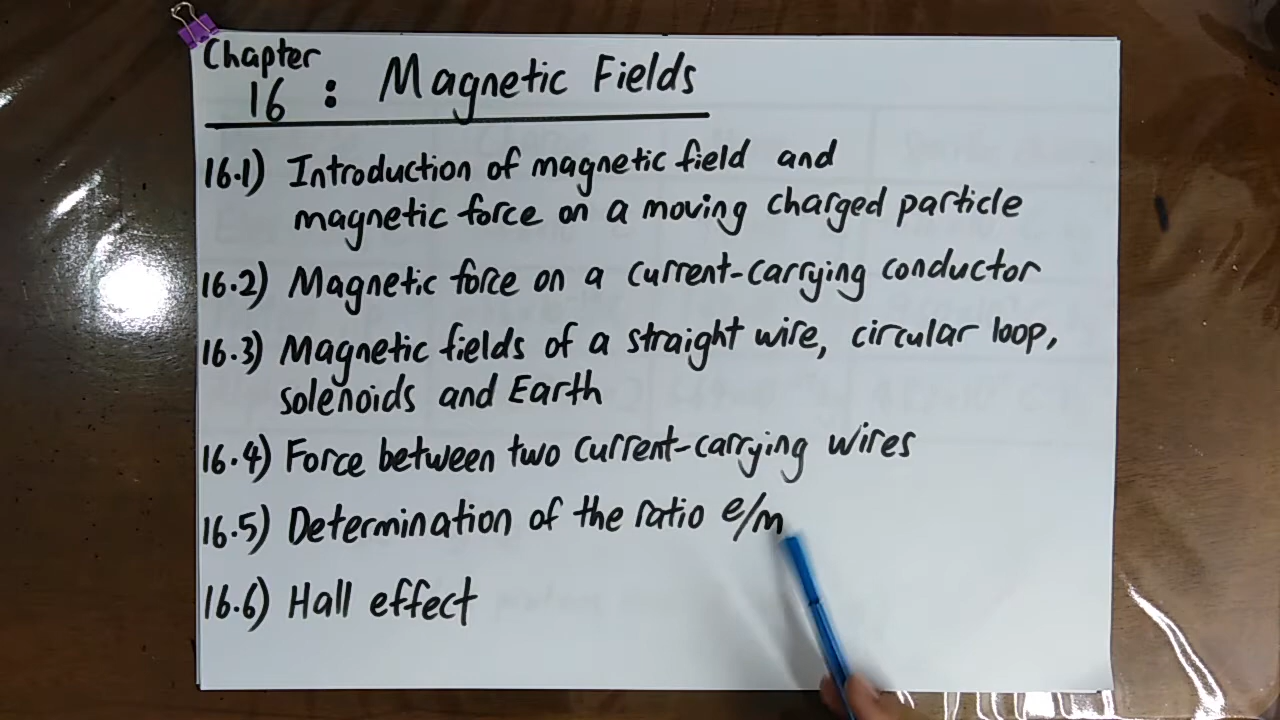 Chapter
16 : Magnetic Fields
16.1) Introduction of magnetic field and
magnetic force on a moving charged particle
16.2) Magnetic force on a current-carrying conductor
16.3) Magnetic fields of a straight wire, circular loop,
solenoids and Earth
16.4) Force between two current-carrying wires
16.5) Determination of the ratio e/m
16.6) Hall effect